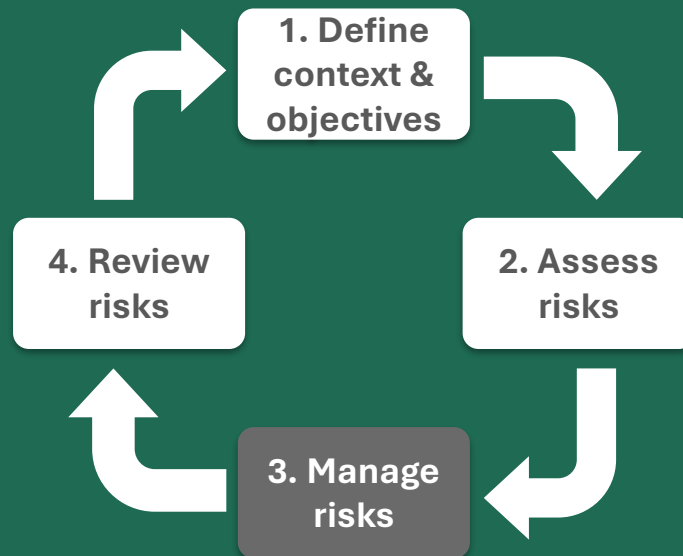 1. Define
context &
objectives
2. Assess
risks
3. Manage
risks
4. Review
risks